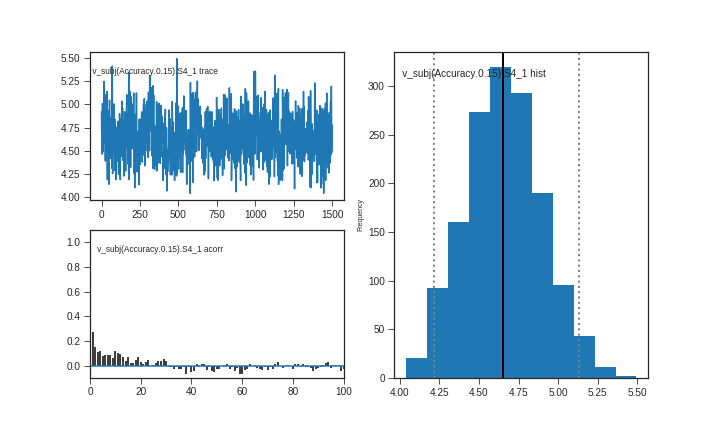 v_subj(Accuracy.0.15).S4_1 trace
5.50
5.25
5.00
4.75
4.50
4.25
4.00
0 250 500 750 1000 1250 1500
v_subj(Accuracy.0.15).S4_1 acorr
1.0
0.8
0.6
0.4
0.2
0.0
0 20 40 60 80 100
v_subj(Accuracy.0.15).S4_1 hist
Frequency
300
250
200
150
100
50
0
4.00 4.25 4.50 4.75 5.00 5.25 5.50